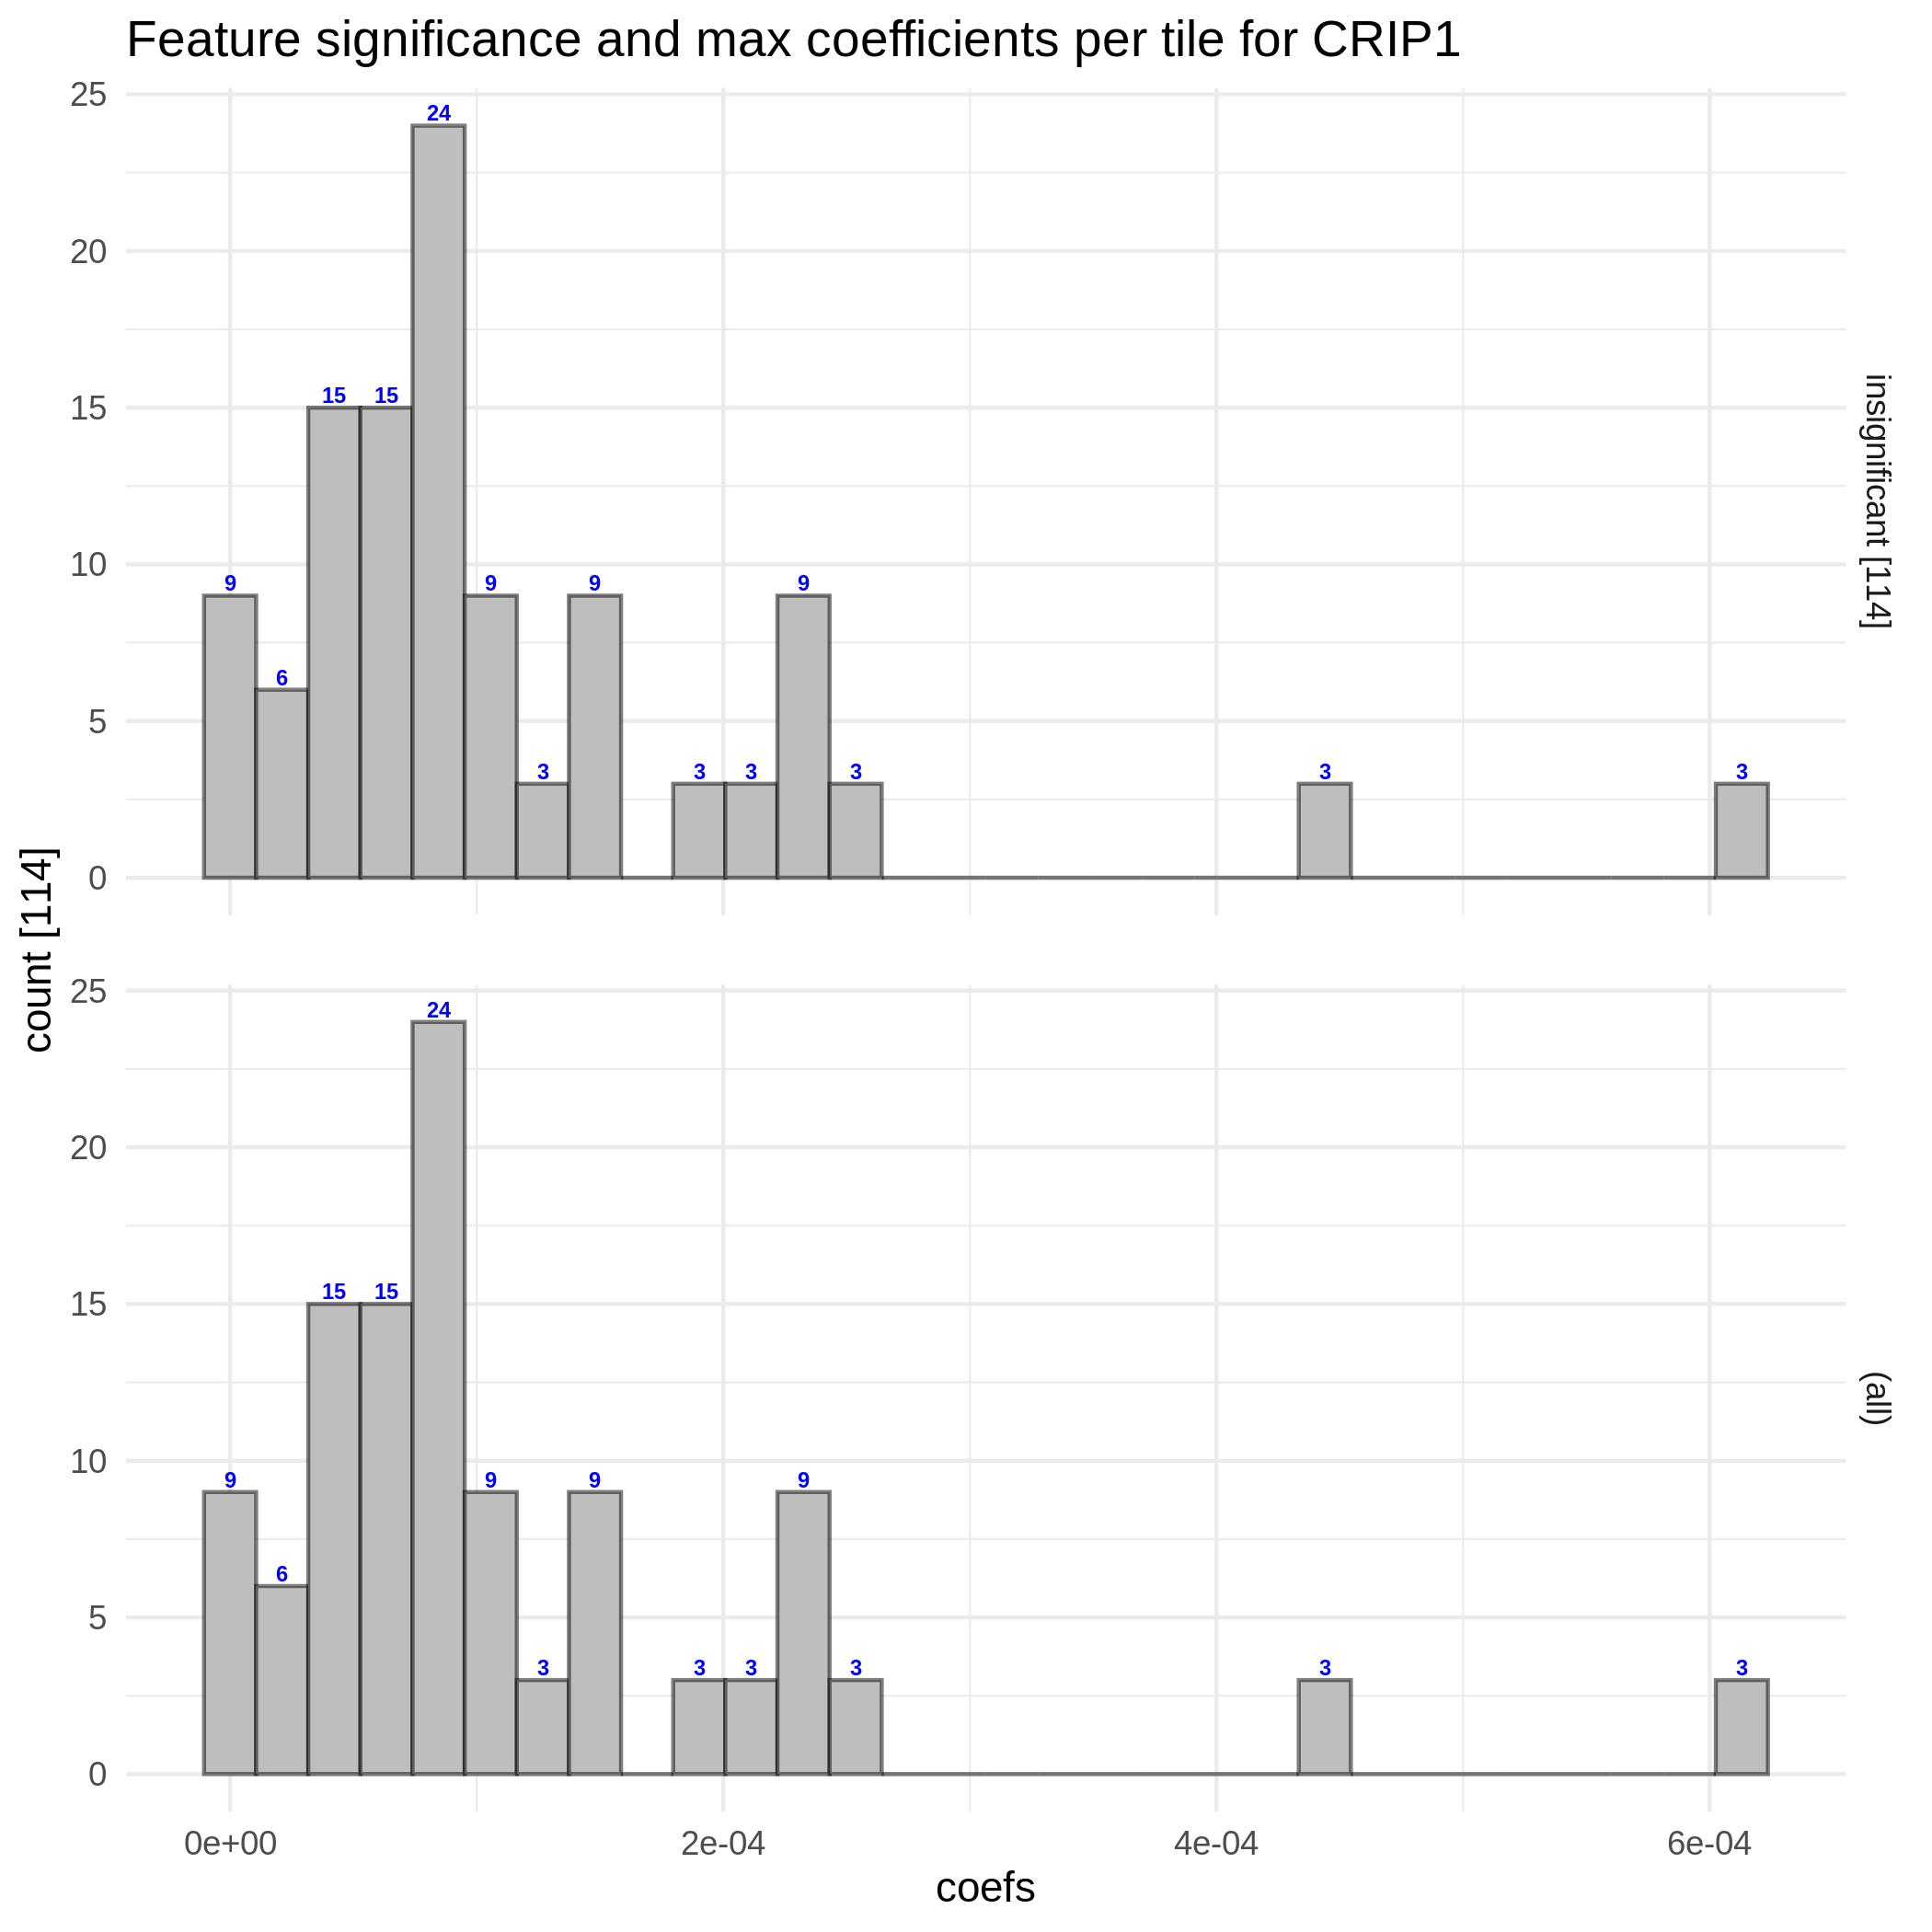 Feature significance and max coefficients per tile for CRIP1
count [114]
25
20
15
10
5
0
24
15 15
9 9 9 9
6
3 3 3 3 3 3
insignificant [114]
25
20
15
10
5
0
24
15 15
9 9 9 9
6
3 3 3 3 3 3
(all)
0e+00 2e-04 4e-04 6e-04
coefs